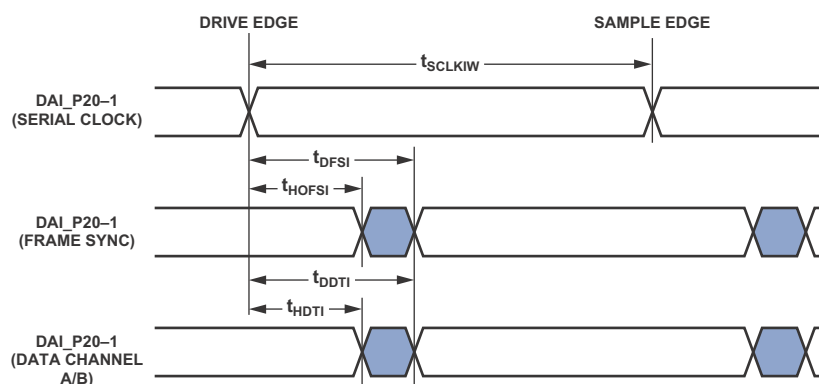 DRIVE EDGE
SAMPLE EDGE
tSCLKIW
DAI_P20–1
(SERIAL CLOCK)
tDFSI
tHOFSI
DAI_P20–1
(FRAME SYNC)
tDDTI
tHDTI
DAI_P20–1
(DATA CHANNEL
A/B)